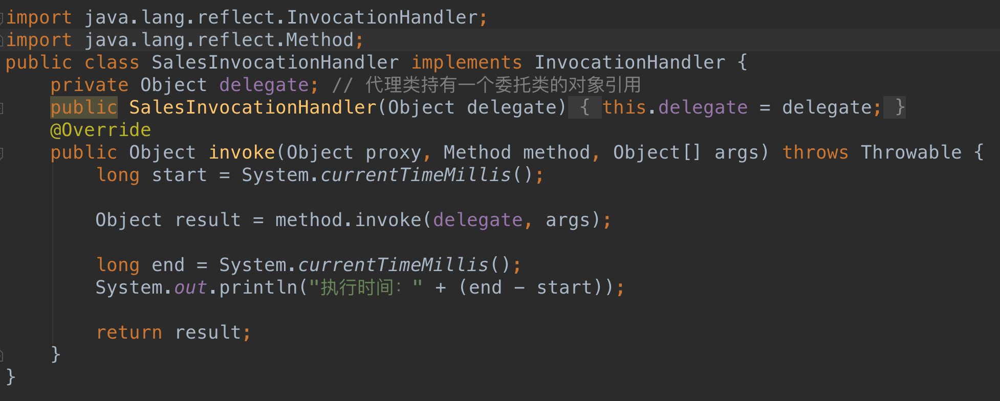 import java.lang.reflect.InvocationHandler;
import java.lang.reflect.Method;
public class SalesInvocationHandler implements InvocationHandler {
    private Object delegate; // 代理类持有一个委托类的对象引用
    public SalesInvocationHandler(Object delegate) { this.delegate = delegate; }
    @Override
    public Object invoke(Object proxy, Method method, Object[] args) throws Throwable {
        long start = System.currentTimeMillis();
        Object result = method.invoke(delegate, args);
        long end = System.currentTimeMillis();
        System.out.println("执行时间：" + (end - start));
        return result;
    }
}